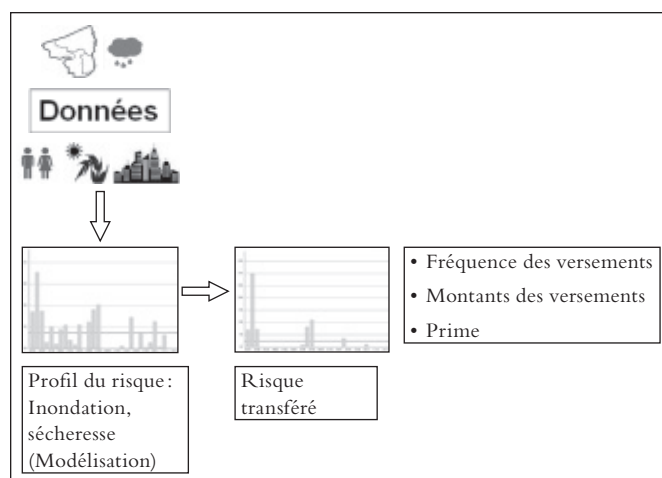 Données
• Fréquence des versements
• Montants des versements
• Prime
Profil du risque :
Inondation,
sécheresse
(Modélisation)
Risque
transféré